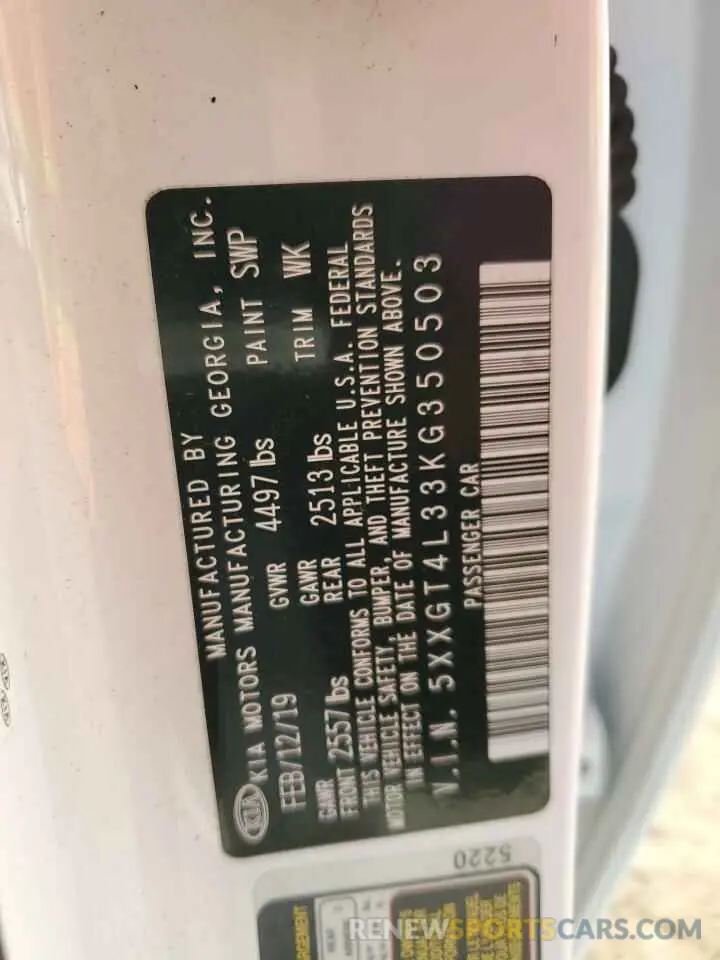 MANUFACTURED BY
KIA KIA MOTORS MANUFACTURING GEORGIA, INC.
FEB/12/19 GVWR 4497 lbs PAINT SWP
GAWR FRONT 2557 lbs GAWR REAR 2513 lbs TRIM WK
THIS VEHICLE CONFORMS TO ALL APPLICABLE U.S.A. FEDERAL
MOTOR VEHICLE SAFETY, BUMPER, AND THEFT PREVENTION STANDARDS
IN EFFECT ON THE DATE OF MANUFACTURE SHOWN ABOVE.
V.I.N. 5XXGT4L33KG350503
PASSENGER CAR
5220
RENEWSPORTSCARS.COM